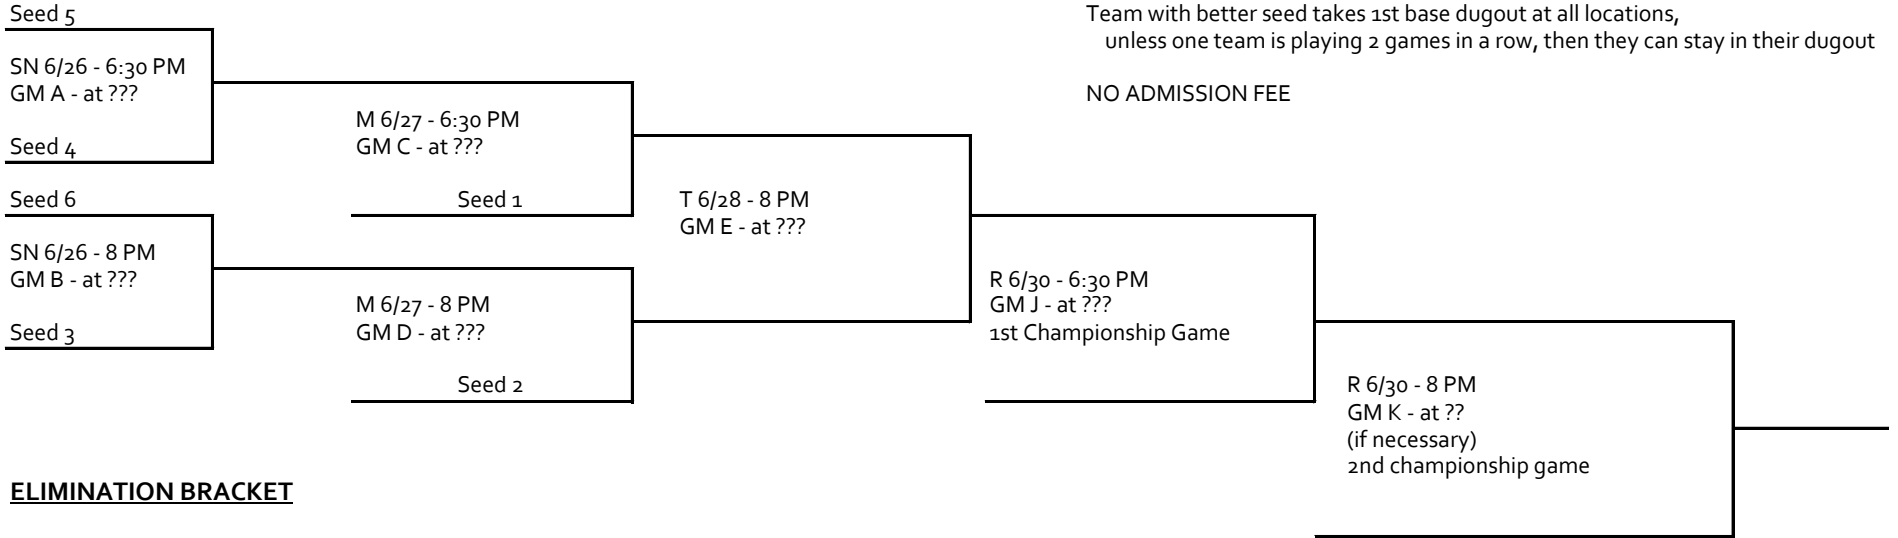 Seed 5
SN 6/26 - 6:30 PM
GM A - at ???
Seed 4
Seed 6
SN 6/26 - 8 PM
GM B - at ???
Seed 3
M 6/27 - 6:30 PM
GM C - at ???
Seed 1
M 6/27 - 8 PM
GM D - at ???
Seed 2
T 6/28 - 8 PM
GM E - at ???
Team with better seed takes 1st base dugout at all locations,
unless one team is playing 2 games in a row, then they can stay in their dugout
NO ADMISSION FEE
R 6/30 - 6:30 PM
GM J - at ???
1st Championship Game
R 6/30 - 8 PM
GM K - at ??
(if necessary)
2nd championship game
ELIMINATION BRACKET